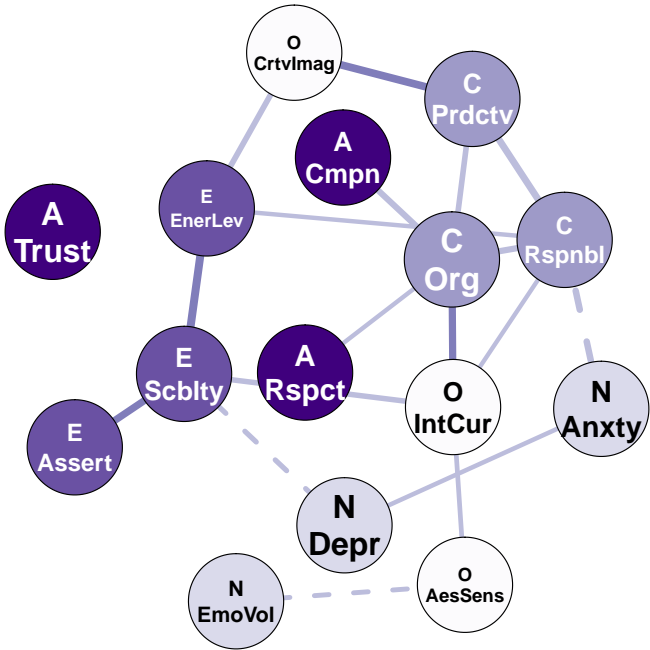 O
CrtvImag
C
Prdctv
A
Cmpn
E
EnerLev
A
Trust
C
Org
C
Rspnbl
E
Scblty
A
Rspct
O
IntCur
N
Anxty
E
Assert
N
Depr
O
AesSens
N
EmoVol